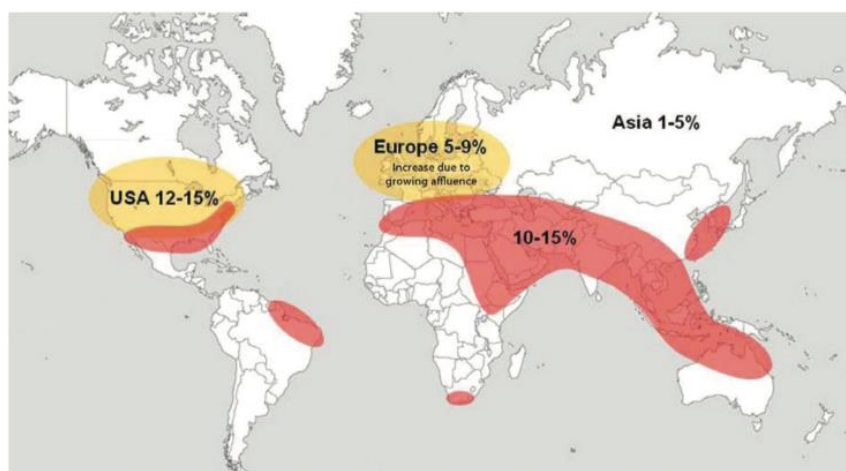 Asia 1-5%
Europe 5-9%
Increase due to
growing affluence
USA 12-15%
10-15%